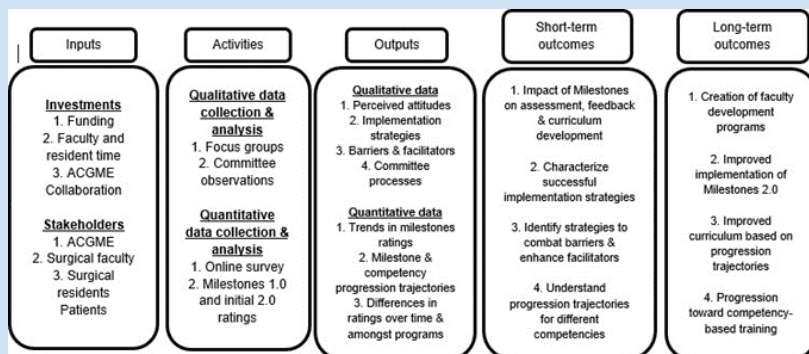 Inputs
Activities
Outputs
Short-term
outcomes
Long-term
outcomes
Investments
1. Funding
2. Faculty and
resident time
3. ACGME
Collaboration
Stakeholders
1. ACGME
2. Surgical faculty
3. Surgical
residents
Patients
Qualitative data
collection &
analysis
1. Focus groups
2. Committee
observations
Quantitative
data collection &
analysis
1. Online survey
2. Milestones 1.0
and initial 2.0
ratings
Qualitative data
1. Perceived attitudes
2. Implementation
strategies
3. Barriers & facilitators
4. Committee
processes
Quantitative data
1. Trends in milestones
ratings
2. Milestone &
competency
progression trajectories
3. Differences in
ratings over time &
amongst programs
1. Impact of Milestones
on assessment, feedback
& curriculum
development
2. Characterize
successful
implementation strategies
3. Identify strategies to
combat barriers &
enhance facilitators
4. Understand
progression trajectories
for different
competencies
1. Creation of faculty
development
programs
2. Improved
implementation of
Milestones 2.0
3. Improved
curriculum based on
progression
trajectories
4. Progression
toward competency-
based training